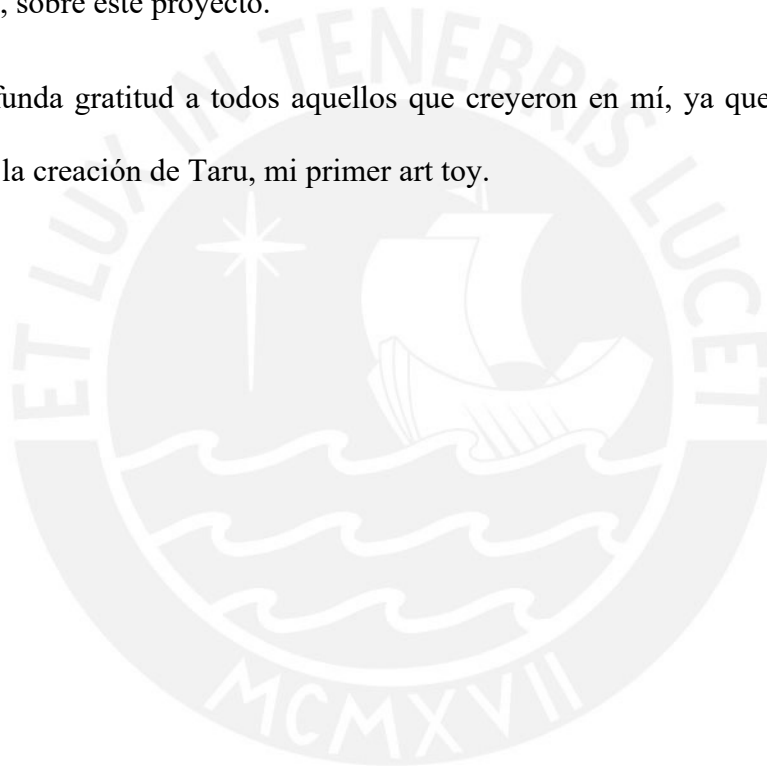 , sobre este proyecto.
funda gratitud a todos aquellos que creyeron en mí, ya que
la creación de Taru, mi primer art toy.
ET LUX IN TENEBRIS LUCET
MCMXVII